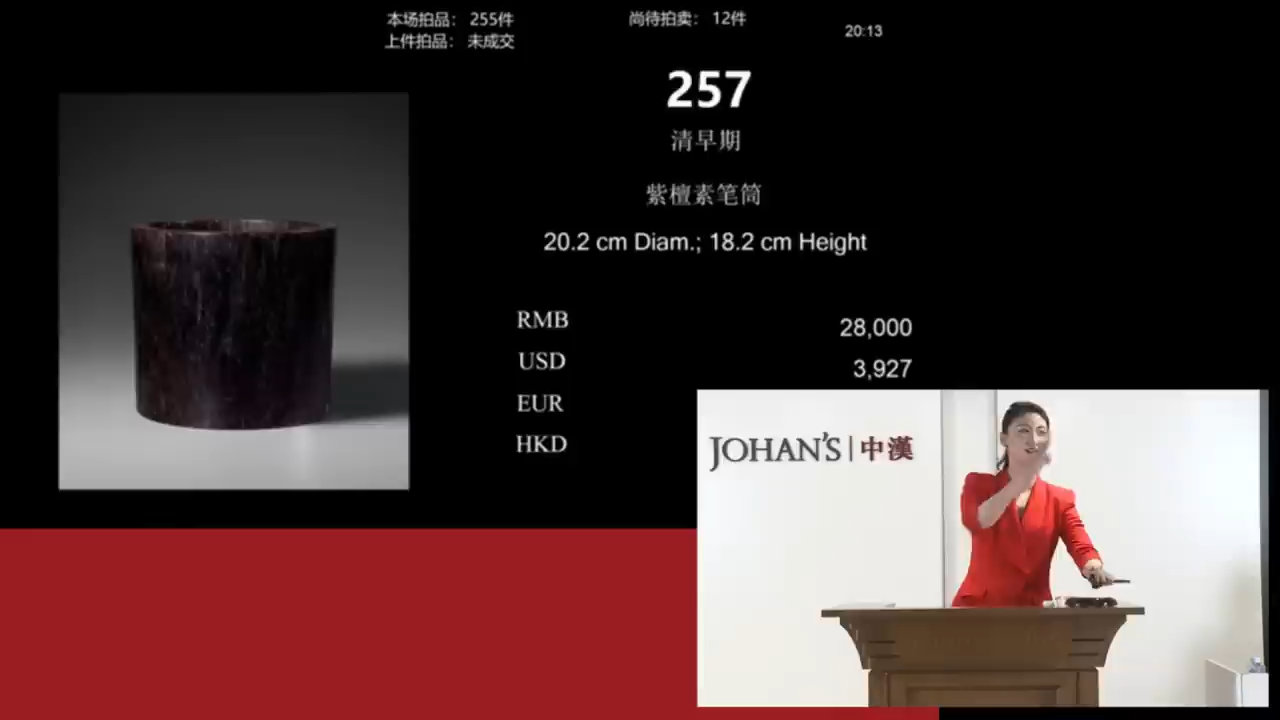 本场拍品： 255件
上件拍品： 未成交
尚待拍卖： 12件
20:13
257
清早期
紫檀素笔筒
20.2 cm Diam.; 18.2 cm Height
RMB 28,000
USD 3,927
EUR
HKD
JOHAN'S | 中漢